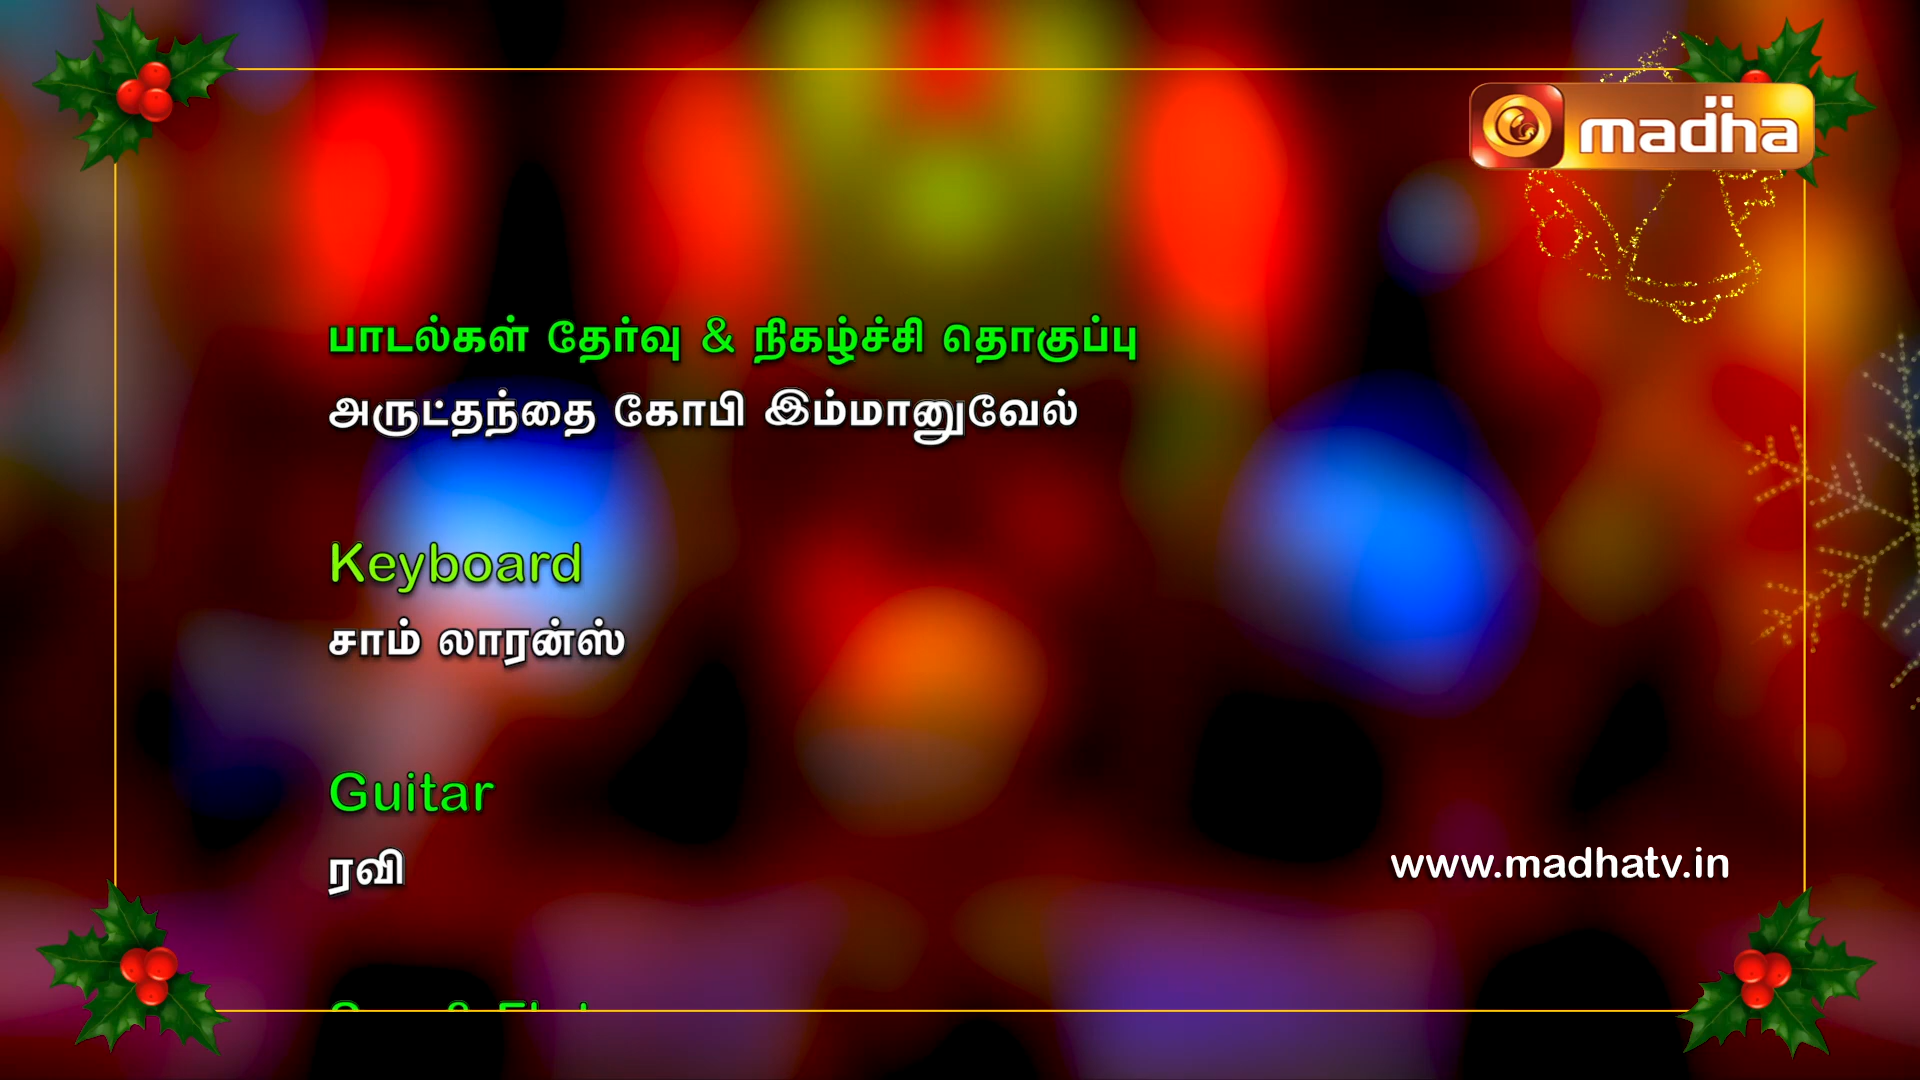 madha
பாடல்கள் தேர்வு & நிகழ்ச்சி தொகுப்பு
அருட்தந்தை கோபி இம்மானுவேல்
Keyboard
சாம் லாரன்ஸ்
Guitar
ரவி
www.madhatv.in